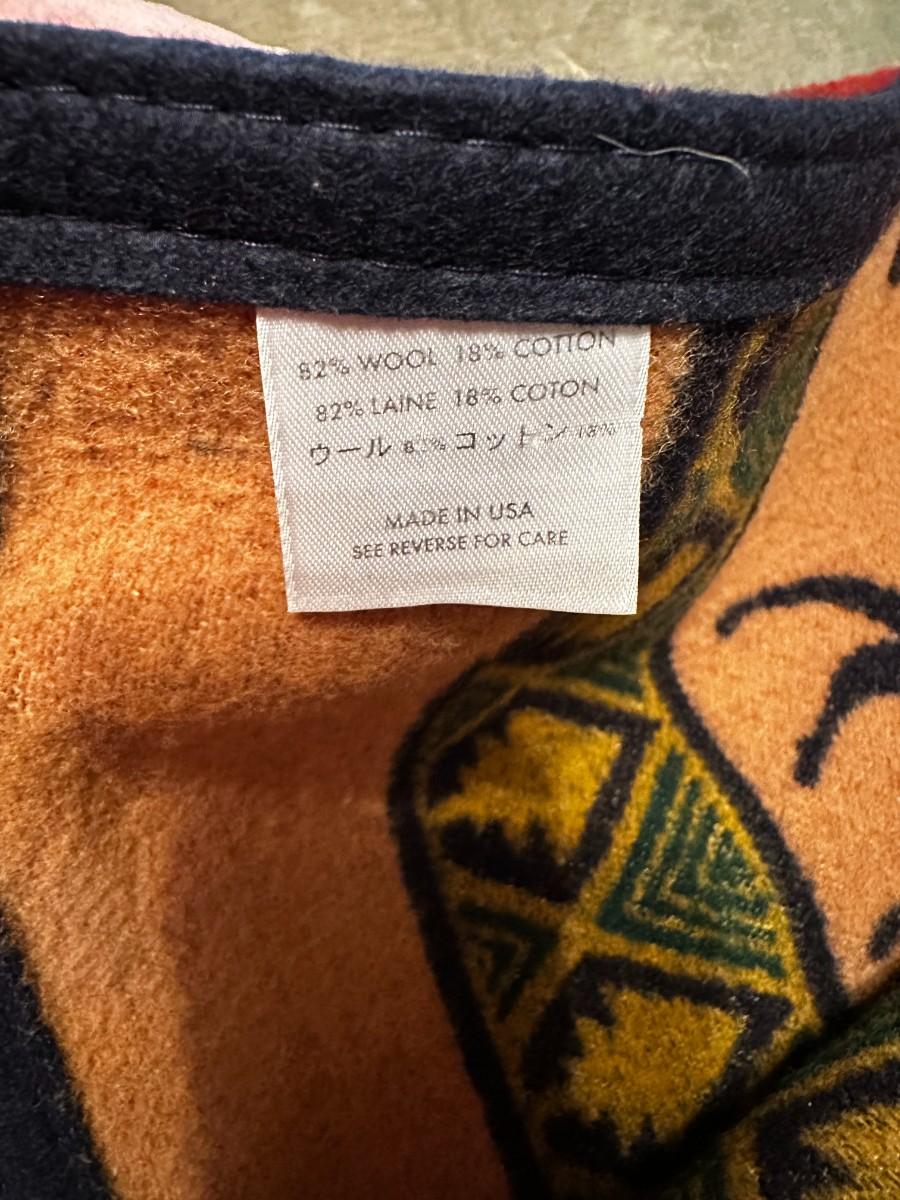 82% WOOL 18% COTTON
82% LAINE 18% COTON
ウール 82% コットン 18%
MADE IN USA
SEE REVERSE FOR CARE